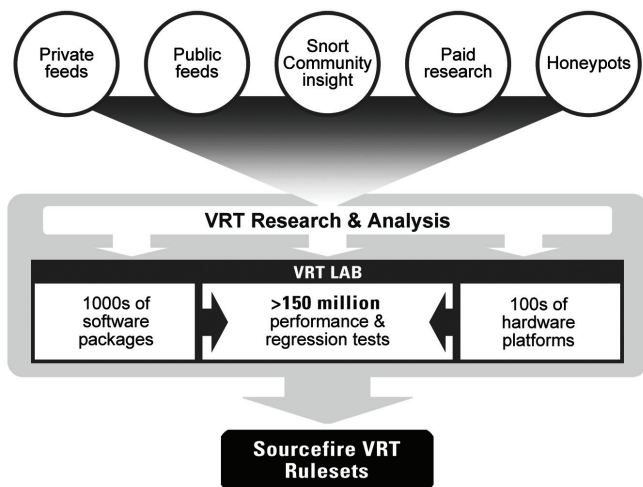 Private
feeds
Public
feeds
Snort
Community
insight
Paid
research
Honeypots
VRT Research & Analysis
VRT LAB
1000s of
software
packages
>150 million
performance &
regression tests
100s of
hardware
platforms
Sourcefire VRT
Rulesets